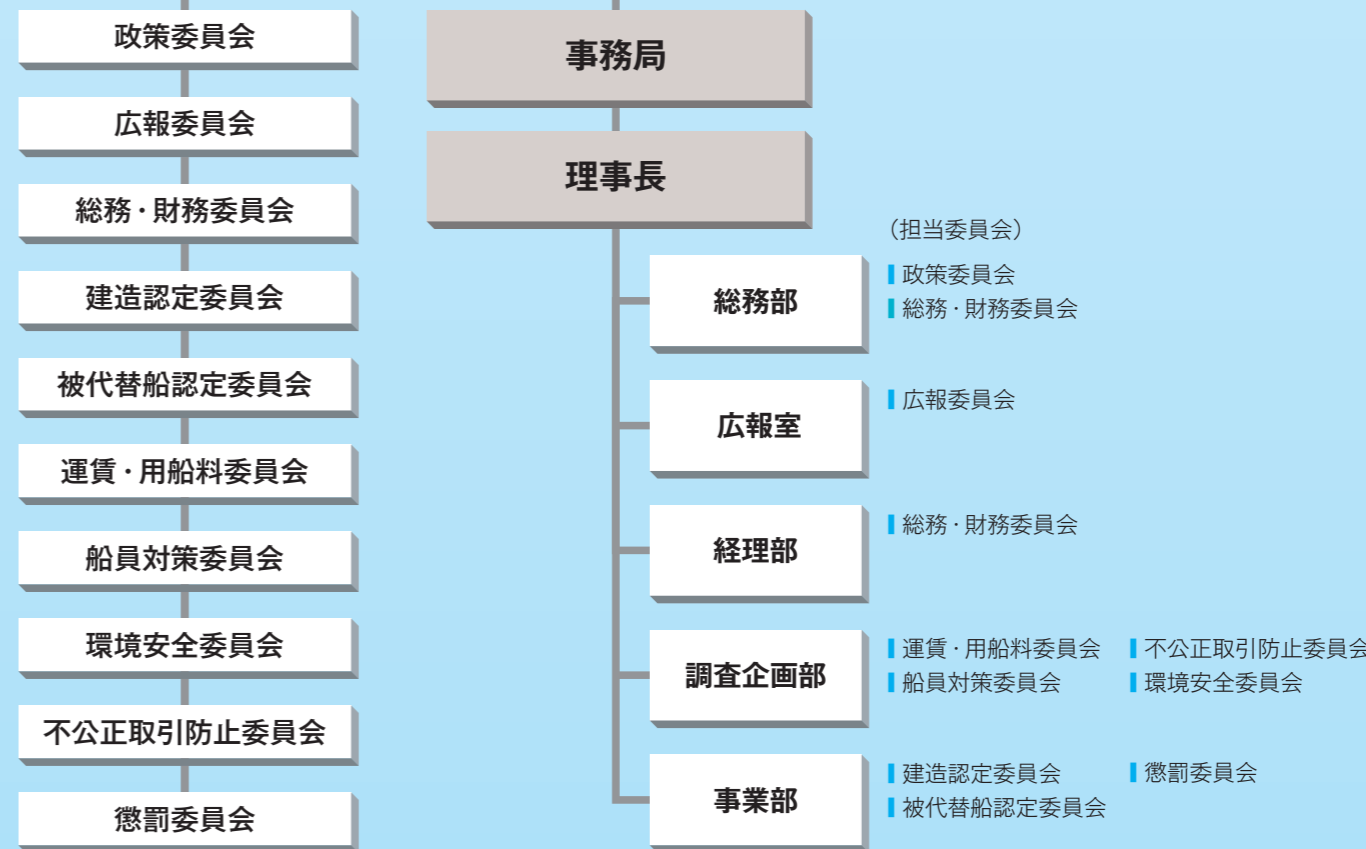 政策委員会
広報委員会
総務・財務委員会
建造認定委員会
被代替船認定委員会
運賃・用船料委員会
船員対策委員会
環境安全委員会
不公正取引防止委員会
懲罰委員会
事務局
理事長
(担当委員会)
総務部
政策委員会
総務・財務委員会
広報室
広報委員会
経理部
総務・財務委員会
調査企画部
運賃・用船料委員会 不公正取引防止委員会
船員対策委員会 環境安全委員会
事業部
建造認定委員会 懲罰委員会
被代替船認定委員会